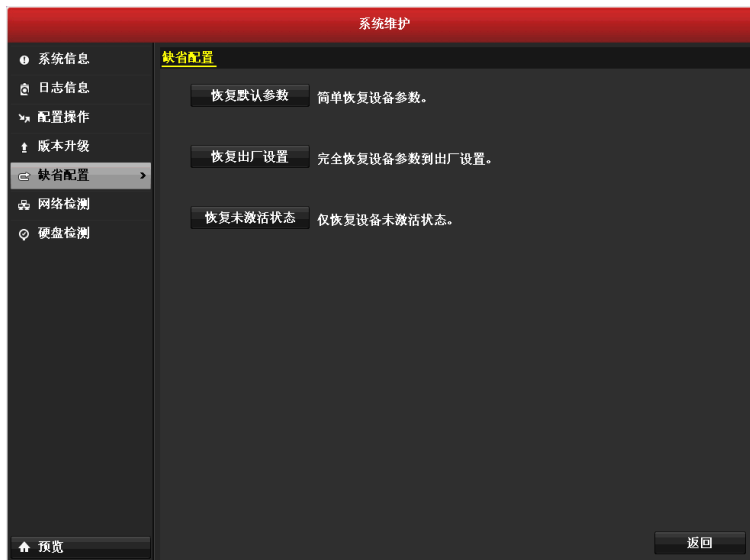 系统维护
系统信息
日志信息
配置操作
版本升级
缺省配置
网络检测
硬盘检测
预览
缺省配置
恢复默认参数 简单恢复设备参数。
恢复出厂设置 完全恢复设备参数到出厂设置。
恢复未激活状态 仅恢复设备未激活状态。
返回